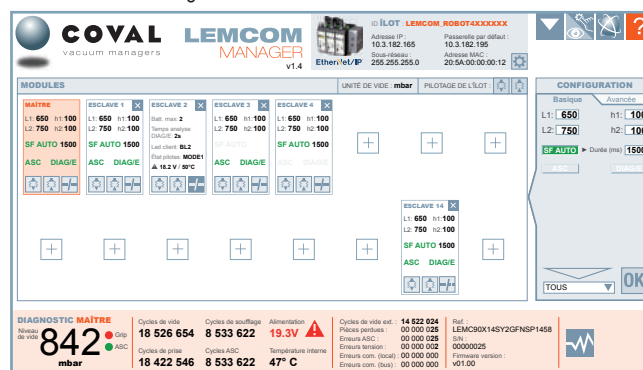 COVAL
vacuum managers
LEMCOM
MANAGER
v1.4
EtherNet/IP
ID ÎLOT : LEMCOM_ROBOT4XXXXXX
Adresse IP : Passerelle par défaut :
10.3.182.165 10.3.182.195
Sous-réseau : Adresse MAC :
255.255.255.0 20:5A:00:00:00:12
?
MODULES UNITÉ DE VIDE : mbar PILOTAGE DE L'ÎLOT :
MAÎTRE
L1: 650 h1: 100
L2: 750 h2: 100
SF AUTO 1500
ASC DIAG/E
ESCLAVE 1 X
L1: 650 h1: 100
L2: 750 h2: 100
SF AUTO 1500
ASC DIAG/E
ESCLAVE 2 X
Batt. max: 2
Temps analyse
DIAG/E: 2s
Led client: BL2
État pilotes: MODE1
18.2 V / 50°C
ESCLAVE 3 X
L1: 650 h1: 100
L2: 750 h2: 100
SF AUTO
ASC DIAG/E
ESCLAVE 4 X
L1: 650 h1: 100
L2: 750 h2: 100
SF AUTO 1500
ASC DIAG/E
ESCLAVE 14 X
L1: 650 h1: 100
L2: 750 h2: 100
SF AUTO 1500
ASC DIAG/E
CONFIGURATION
Basique Avancée
L1: 650 h1: 100
L2: 750 h2: 100
SF AUTO Durée (ms) 1500
ASC DIAG/E
TOUS
OK
DIAGNOSTIC MAÎTRE
Niveau
de vide
842
mbar
Grip
ASC
Cycles de vide
18 526 654
Cycles de prise
18 422 546
Cycles de soufflage
8 533 622
Cycles ASC
8 533 622
Alimentation
19.3V
Température interne
47° C
Cycles de vide ext. : 14 522 024
Pièces perdues : 00 000 025
Erreurs ASC : 00 000 025
Erreurs tension : 00 000 002
Erreurs com. (local) : 00 000 000
Erreurs com. (bus) : 00 000 000
Ref. :
LEMC90X14SY2GFNSP1458
S/N :
00000025
Firmware version :
v01.00